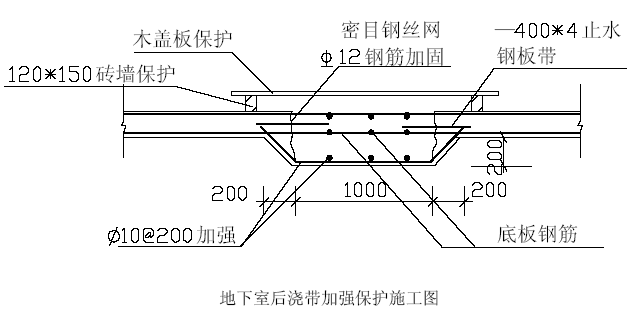 木盖板保护
密目钢丝网
—400*4止水
ф12钢筋加固
钢板带
120*150砖墙保护
200
200
1000
200
Ø10@200加强
底板钢筋
地下室后浇带加强保护施工图